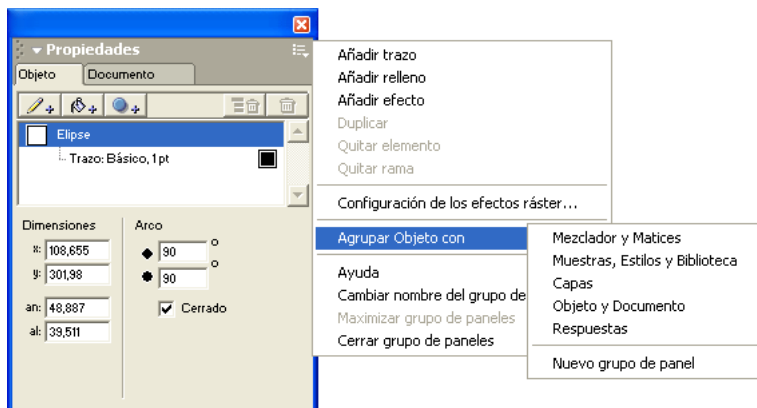 Propiedades
Objeto
Documento
Elipse
Trazo: Básico, 1pt
Dimensiones
x: 108,655
y: 301,98
an: 48,887
al: 39,511
Arco
90 °
90 °
Cerrado
Añadir trazo
Añadir relleno
Añadir efecto
Duplicar
Quitar elemento
Quitar rama
Configuración de los efectos ráster...
Agrupar Objeto con
Ayuda
Cambiar nombre del grupo de
Maximizar grupo de paneles
Cerrar grupo de paneles
Mezclador y Matices
Muestras, Estilos y Biblioteca
Capas
Objeto y Documento
Respuestas
Nuevo grupo de panel